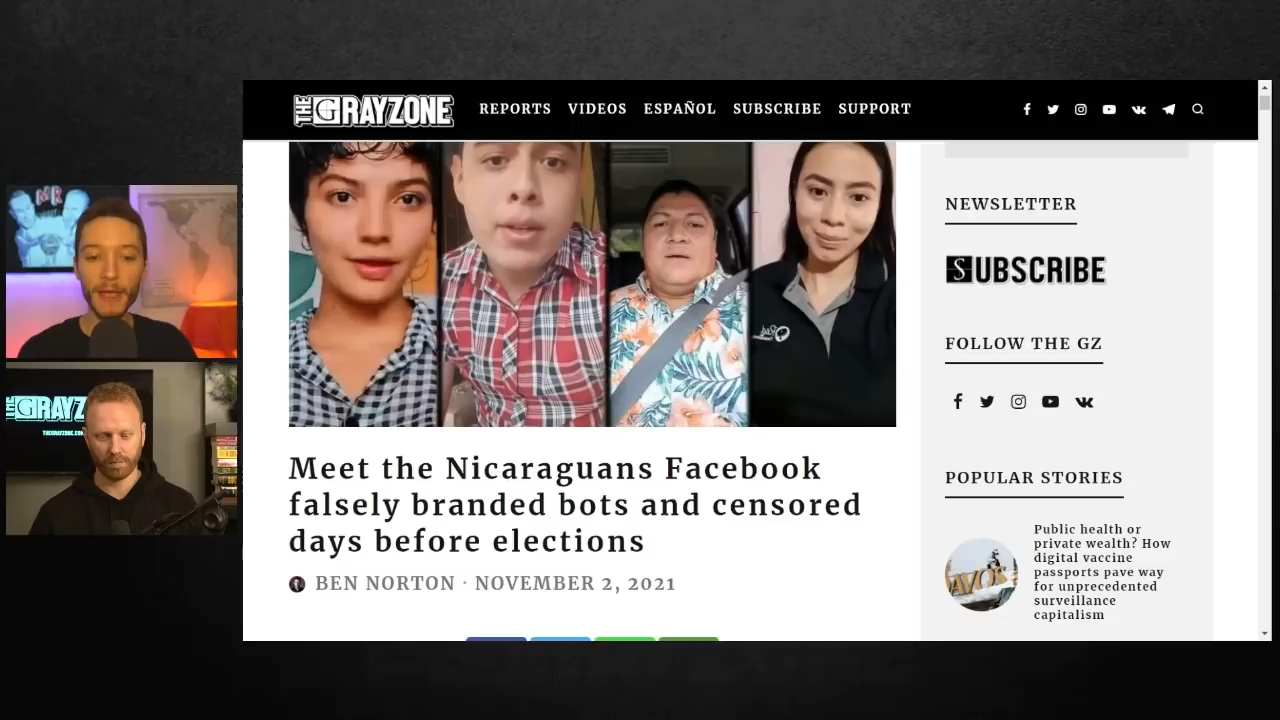 THE GRAYZONE
REPORTS VIDEOS ESPAÑOL SUBSCRIBE SUPPORT
MR
NEWSLETTER
SUBSCRIBE
FOLLOW THE GZ
THE GRAYZ
Meet the Nicaraguans Facebook
falsely branded bots and censored
days before elections
BEN NORTON · NOVEMBER 2, 2021
POPULAR STORIES
Public health or
private wealth? How
digital vaccine
passports pave way
for unprecedented
surveillance
capitalism